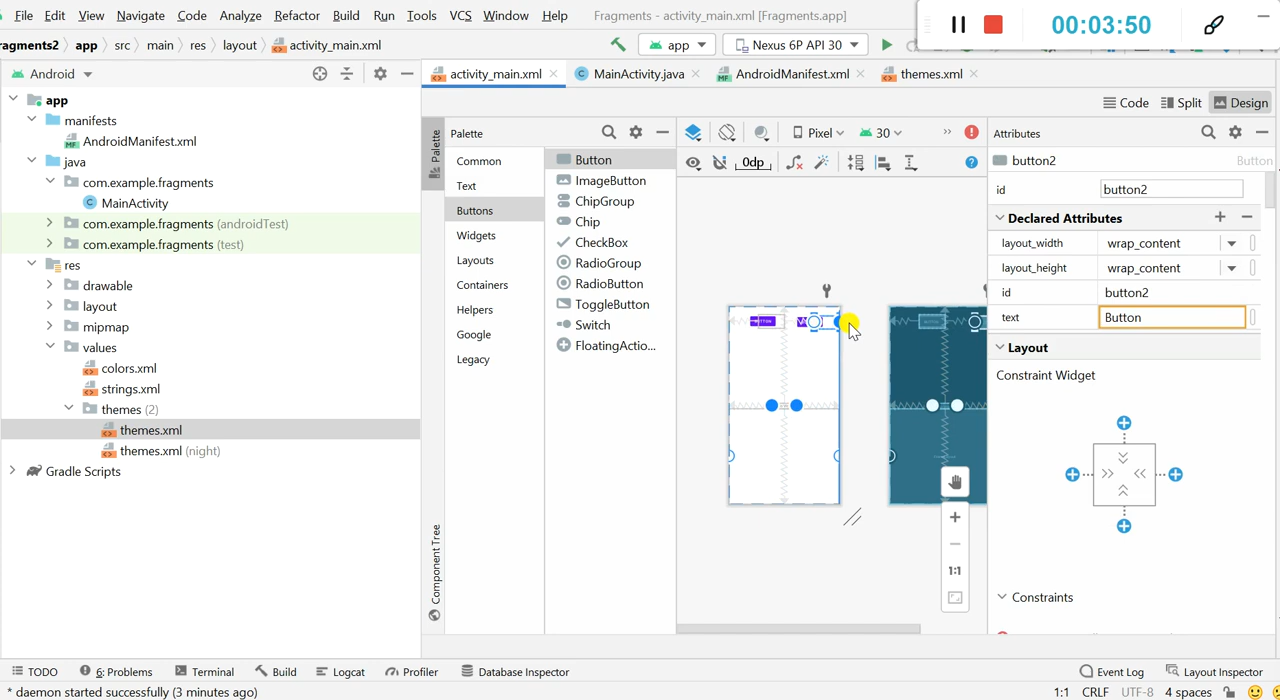 File Edit View Navigate Code Analyze Refactor Build Run Tools VCS Window Help Fragments - activity_main.xml [Fragments.app]
00:03:50
ragments2 app src main res layout activity_main.xml app Nexus 6P API 30
Android
activity_main.xml MainActivity.java AndroidManifest.xml themes.xml
Code Split Design
app
manifests
AndroidManifest.xml
java
com.example.fragments
MainActivity
com.example.fragments (androidTest)
com.example.fragments (test)
res
drawable
layout
mipmap
values
colors.xml
strings.xml
themes (2)
themes.xml
themes.xml (night)
Gradle Scripts
Palette
Component Tree
Palette
Common
Text
Buttons
Widgets
Layouts
Containers
Helpers
Google
Legacy
Button
ImageButton
ChipGroup
Chip
CheckBox
RadioGroup
RadioButton
ToggleButton
Switch
FloatingActio...
Pixel 30
0dp
1:1
Attributes
button2 Button
id button2
Declared Attributes
layout_width wrap_content
layout_height wrap_content
id button2
text Button
Layout
Constraint Widget
Constraints
TODO 6: Problems Terminal Build Logcat Profiler Database Inspector Event Log Layout Inspector
* daemon started successfully (3 minutes ago) 1:1 CRLF UTF-8 4 spaces